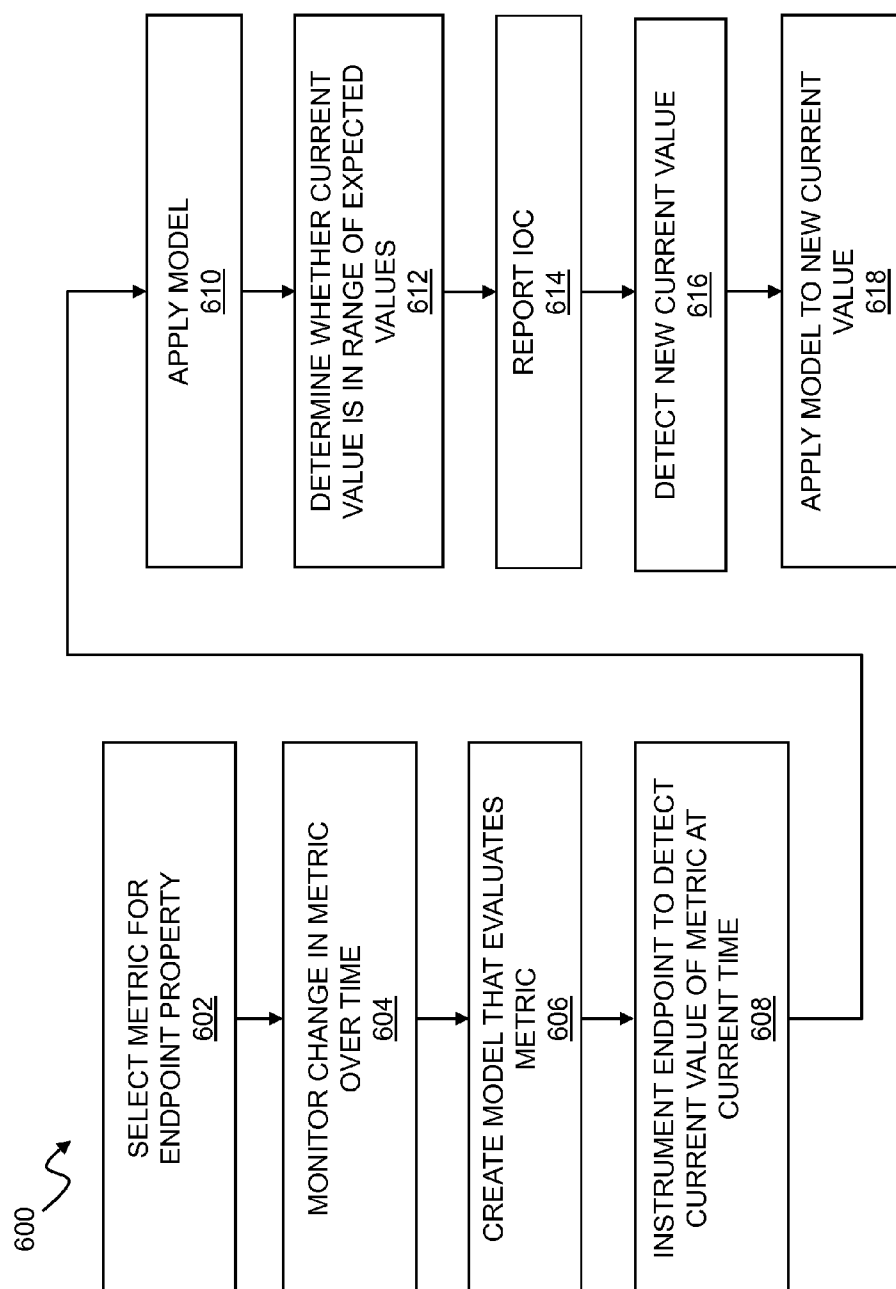 600
SELECT METRIC FOR
ENDPOINT PROPERTY
602
MONITOR CHANGE IN METRIC
OVER TIME
604
CREATE MODEL THAT EVALUATES
METRIC
606
INSTRUMENT ENDPOINT TO DETECT
CURRENT VALUE OF METRIC AT
CURRENT TIME
608
APPLY MODEL
610
DETERMINE WHETHER CURRENT
VALUE IS IN RANGE OF EXPECTED
VALUES
612
REPORT IOC
614
DETECT NEW CURRENT VALUE
616
APPLY MODEL TO NEW CURRENT
VALUE
618